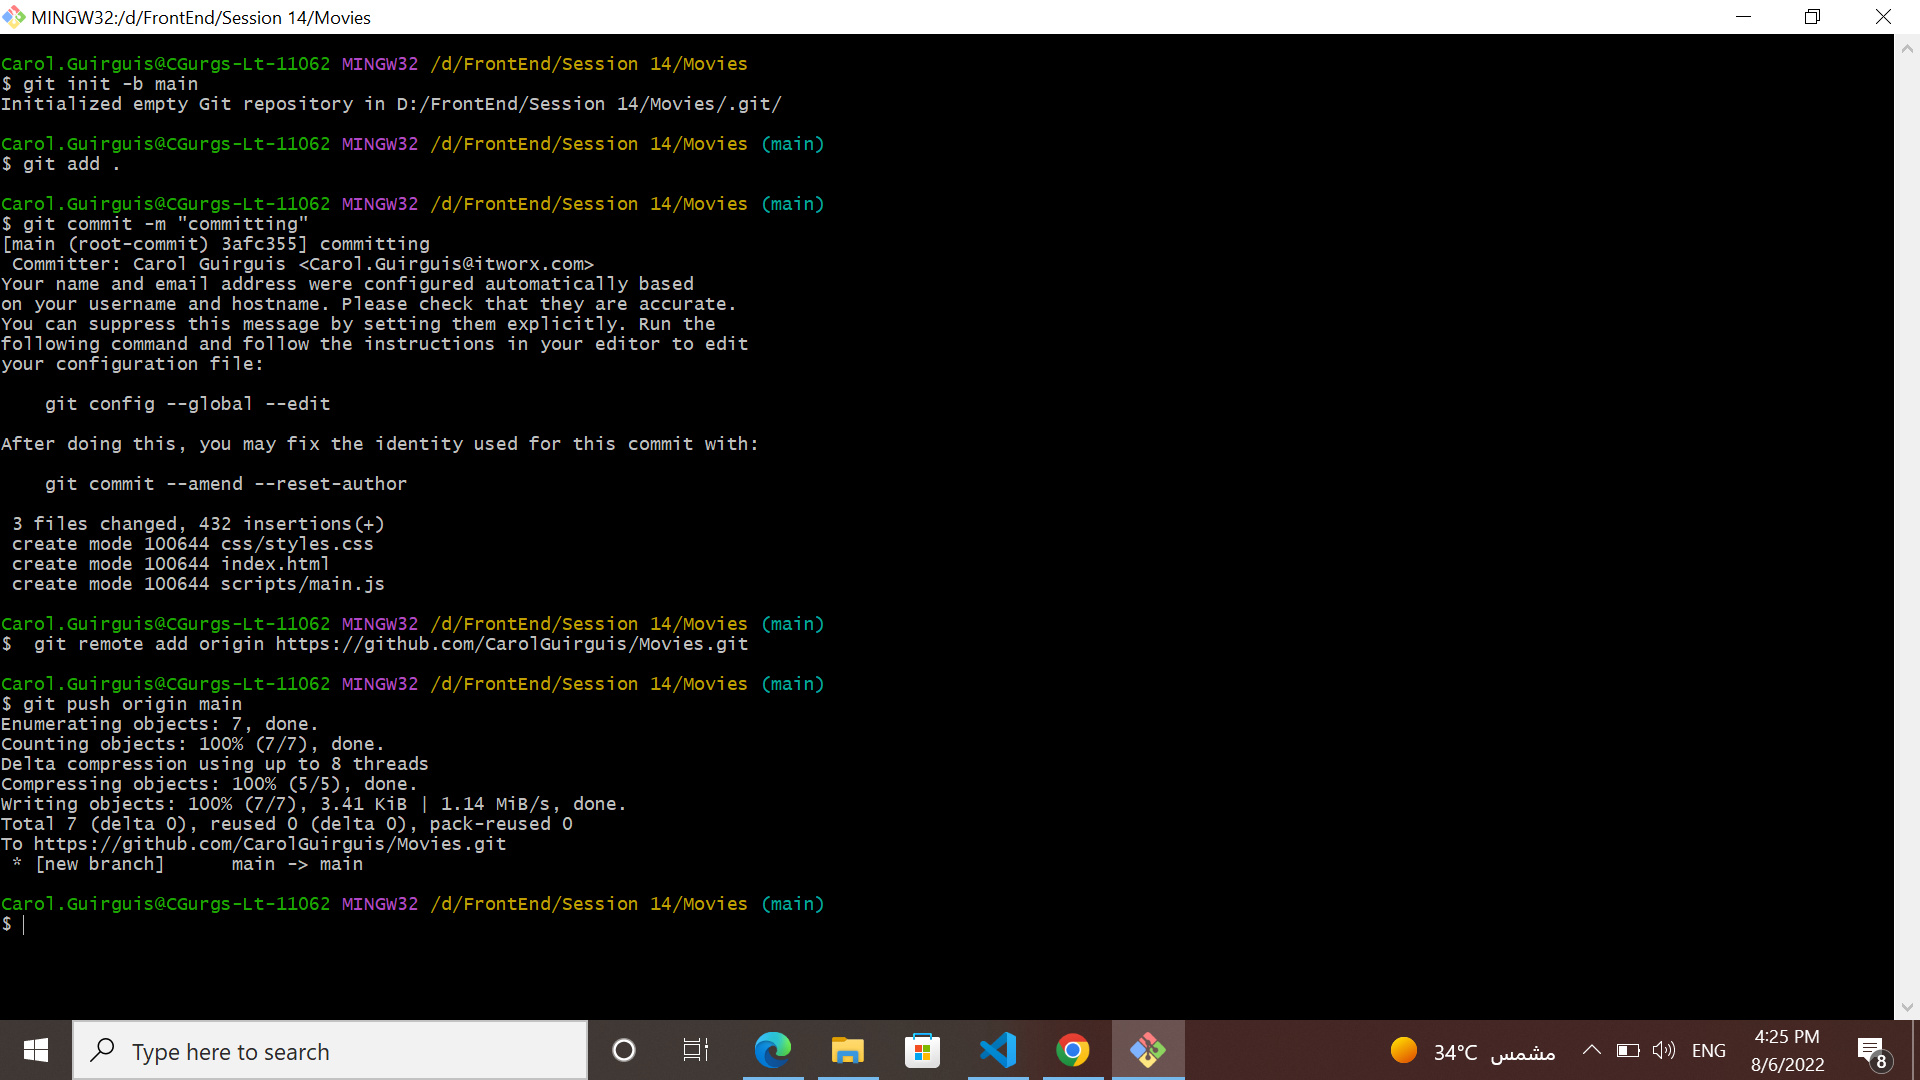 MINGW32:/d/FrontEnd/Session 14/Movies
Carol.Guirguis@CGurgs-Lt-11062 MINGW32 /d/FrontEnd/Session 14/Movies
$ git init -b main
Initialized empty Git repository in D:/FrontEnd/Session 14/Movies/.git/
Carol.Guirguis@CGurgs-Lt-11062 MINGW32 /d/FrontEnd/Session 14/Movies (main)
$ git add .
Carol.Guirguis@CGurgs-Lt-11062 MINGW32 /d/FrontEnd/Session 14/Movies (main)
$ git commit -m "committing"
[main (root-commit) 3afc355] committing
 Committer: Carol Guirguis <Carol.Guirguis@itworx.com>
Your name and email address were configured automatically based
on your username and hostname. Please check that they are accurate.
You can suppress this message by setting them explicitly. Run the
following command and follow the instructions in your editor to edit
your configuration file:
    git config --global --edit
After doing this, you may fix the identity used for this commit with:
    git commit --amend --reset-author
 3 files changed, 432 insertions(+)
 create mode 100644 css/styles.css
 create mode 100644 index.html
 create mode 100644 scripts/main.js
Carol.Guirguis@CGurgs-Lt-11062 MINGW32 /d/FrontEnd/Session 14/Movies (main)
$  git remote add origin https://github.com/CarolGuirguis/Movies.git
Carol.Guirguis@CGurgs-Lt-11062 MINGW32 /d/FrontEnd/Session 14/Movies (main)
$ git push origin main
Enumerating objects: 7, done.
Counting objects: 100% (7/7), done.
Delta compression using up to 8 threads
Compressing objects: 100% (5/5), done.
Writing objects: 100% (7/7), 3.41 KiB | 1.14 MiB/s, done.
Total 7 (delta 0), reused 0 (delta 0), pack-reused 0
To https://github.com/CarolGuirguis/Movies.git
 * [new branch]      main -> main
Carol.Guirguis@CGurgs-Lt-11062 MINGW32 /d/FrontEnd/Session 14/Movies (main)
$
Type here to search
34°C مشمس
ENG
4:25 PM
8/6/2022
8